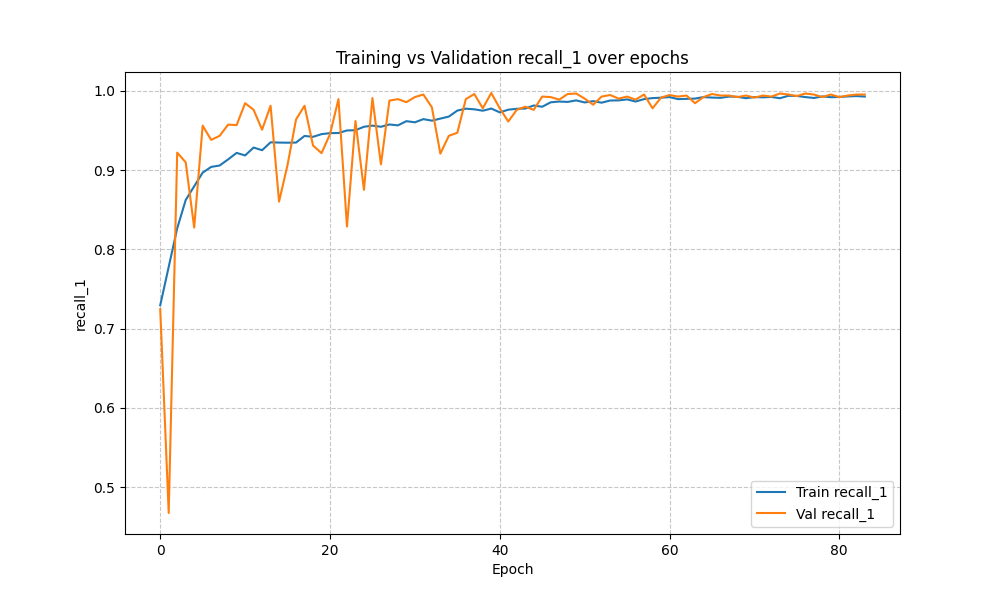 Training vs Validation recall_1 over epochs
recall_1
1.0
0.9
0.8
0.7
0.6
0.5
0
20
40
60
80
Epoch
Train recall_1
Val recall_1